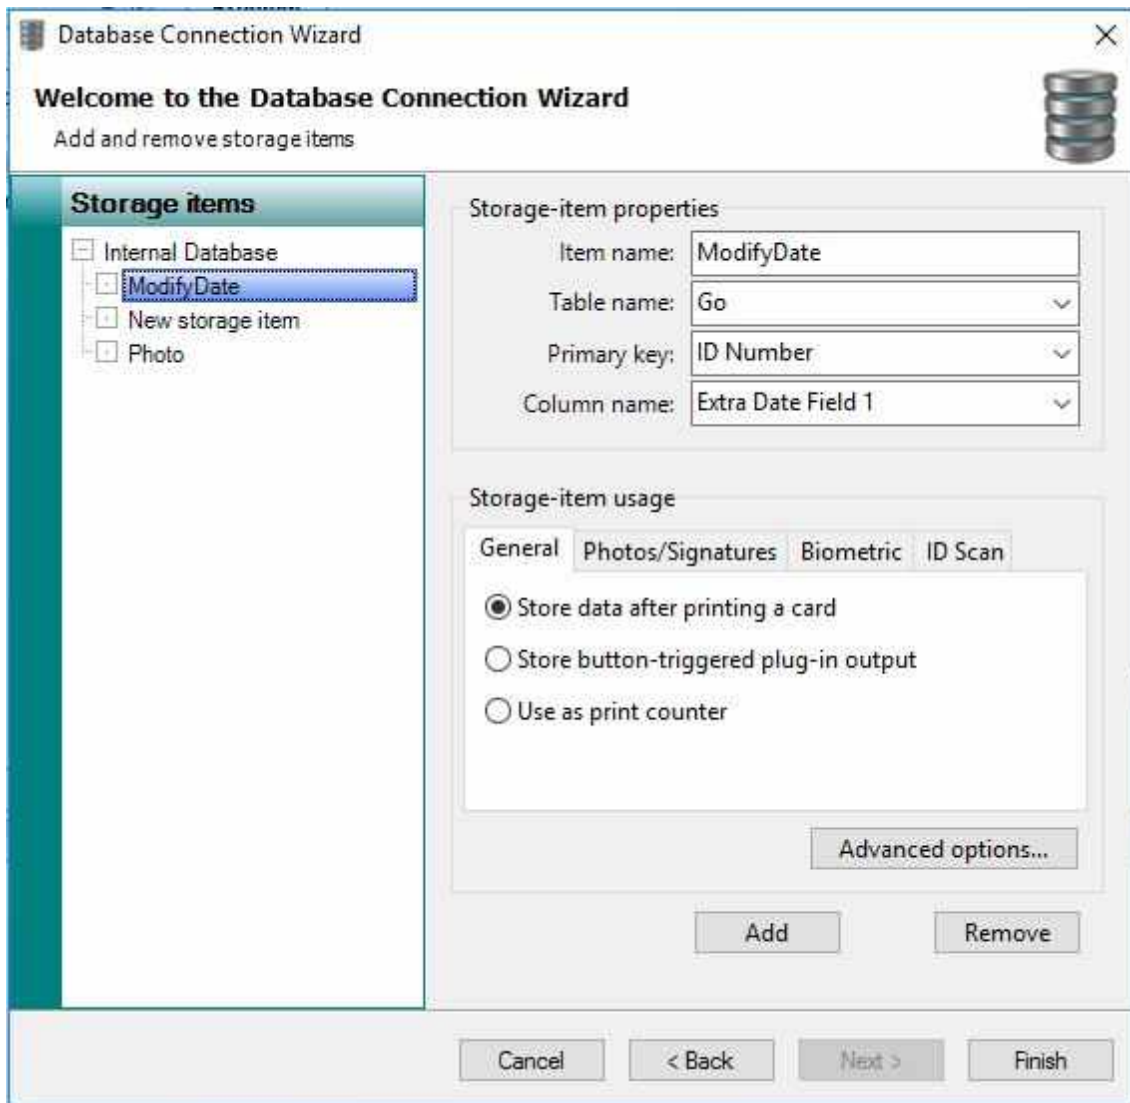 Database Connection Wizard
Welcome to the Database Connection Wizard
Add and remove storage items
Storage items
Internal Database
ModifyDate
New storage item
Photo
Storage-item properties
Item name: ModifyDate
Table name: Go
Primary key: ID Number
Column name: Extra Date Field 1
Storage-item usage
General Photos/Signatures Biometric ID Scan
Store data after printing a card
Store button-triggered plug-in output
Use as print counter
Advanced options...
Add Remove
Cancel < Back Next > Finish